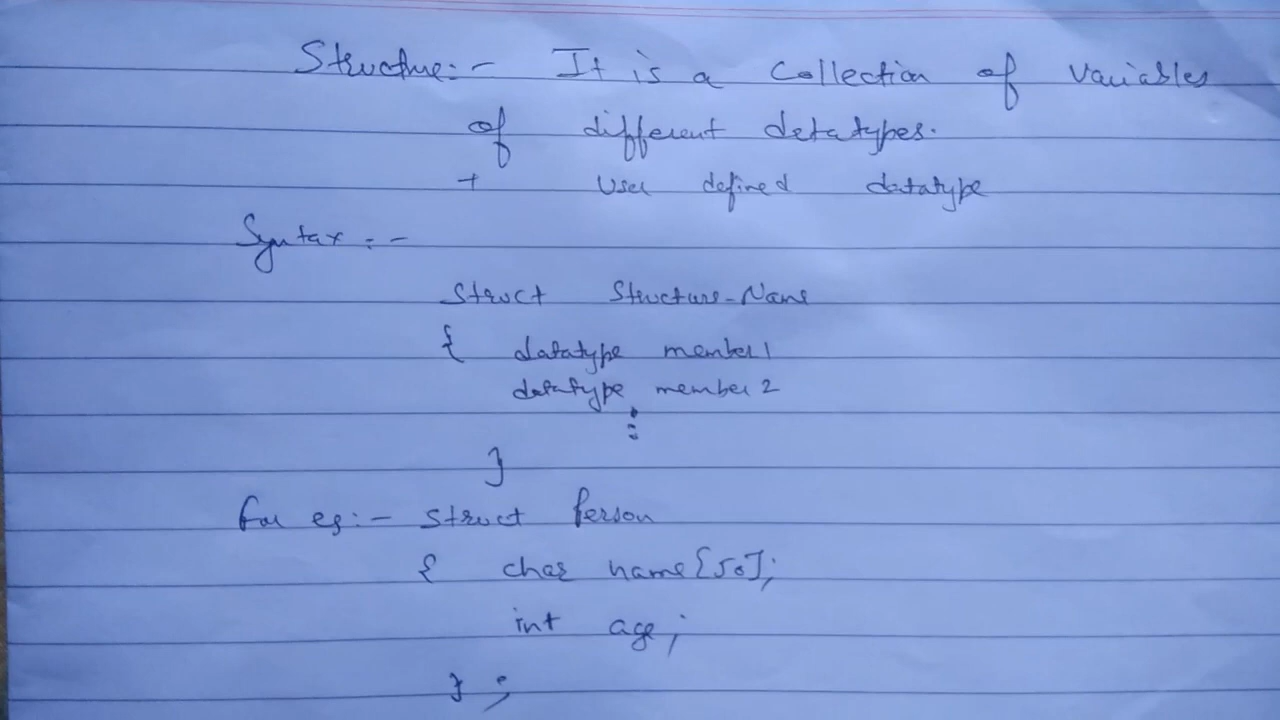 Structure:- It is a Collection of variables
of different detatypes.
+ User defined datatype
Syntax:-
Struct Structure-Name
{ datatype member1
datatype member2
:
}
For eg:- Struct Person
{ char name[50];
int age;
};